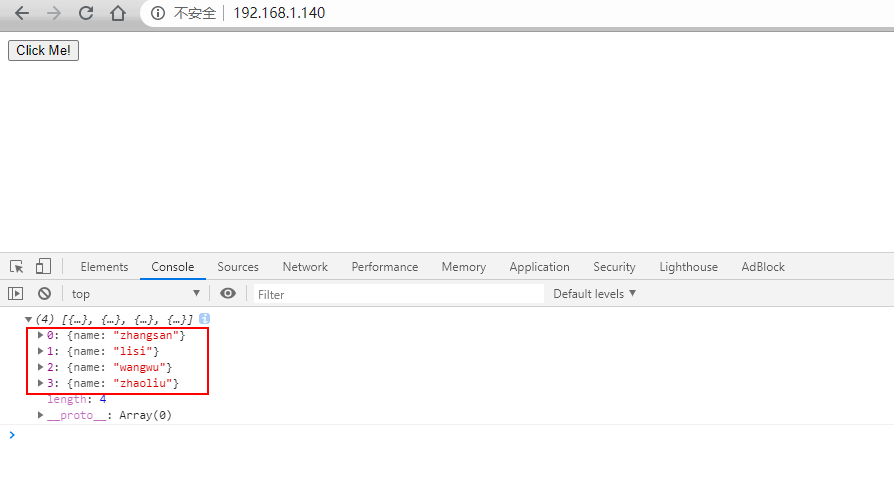 不安全 192.168.1.140
Click Me!
Elements Console Sources Network Performance Memory Application Security Lighthouse AdBlock
top Filter Default levels
(4) [{…}, {…}, {…}, {…}]
0: {name: "zhangsan"}
1: {name: "lisi"}
2: {name: "wangwu"}
3: {name: "zhaoliu"}
length: 4
__proto__: Array(0)